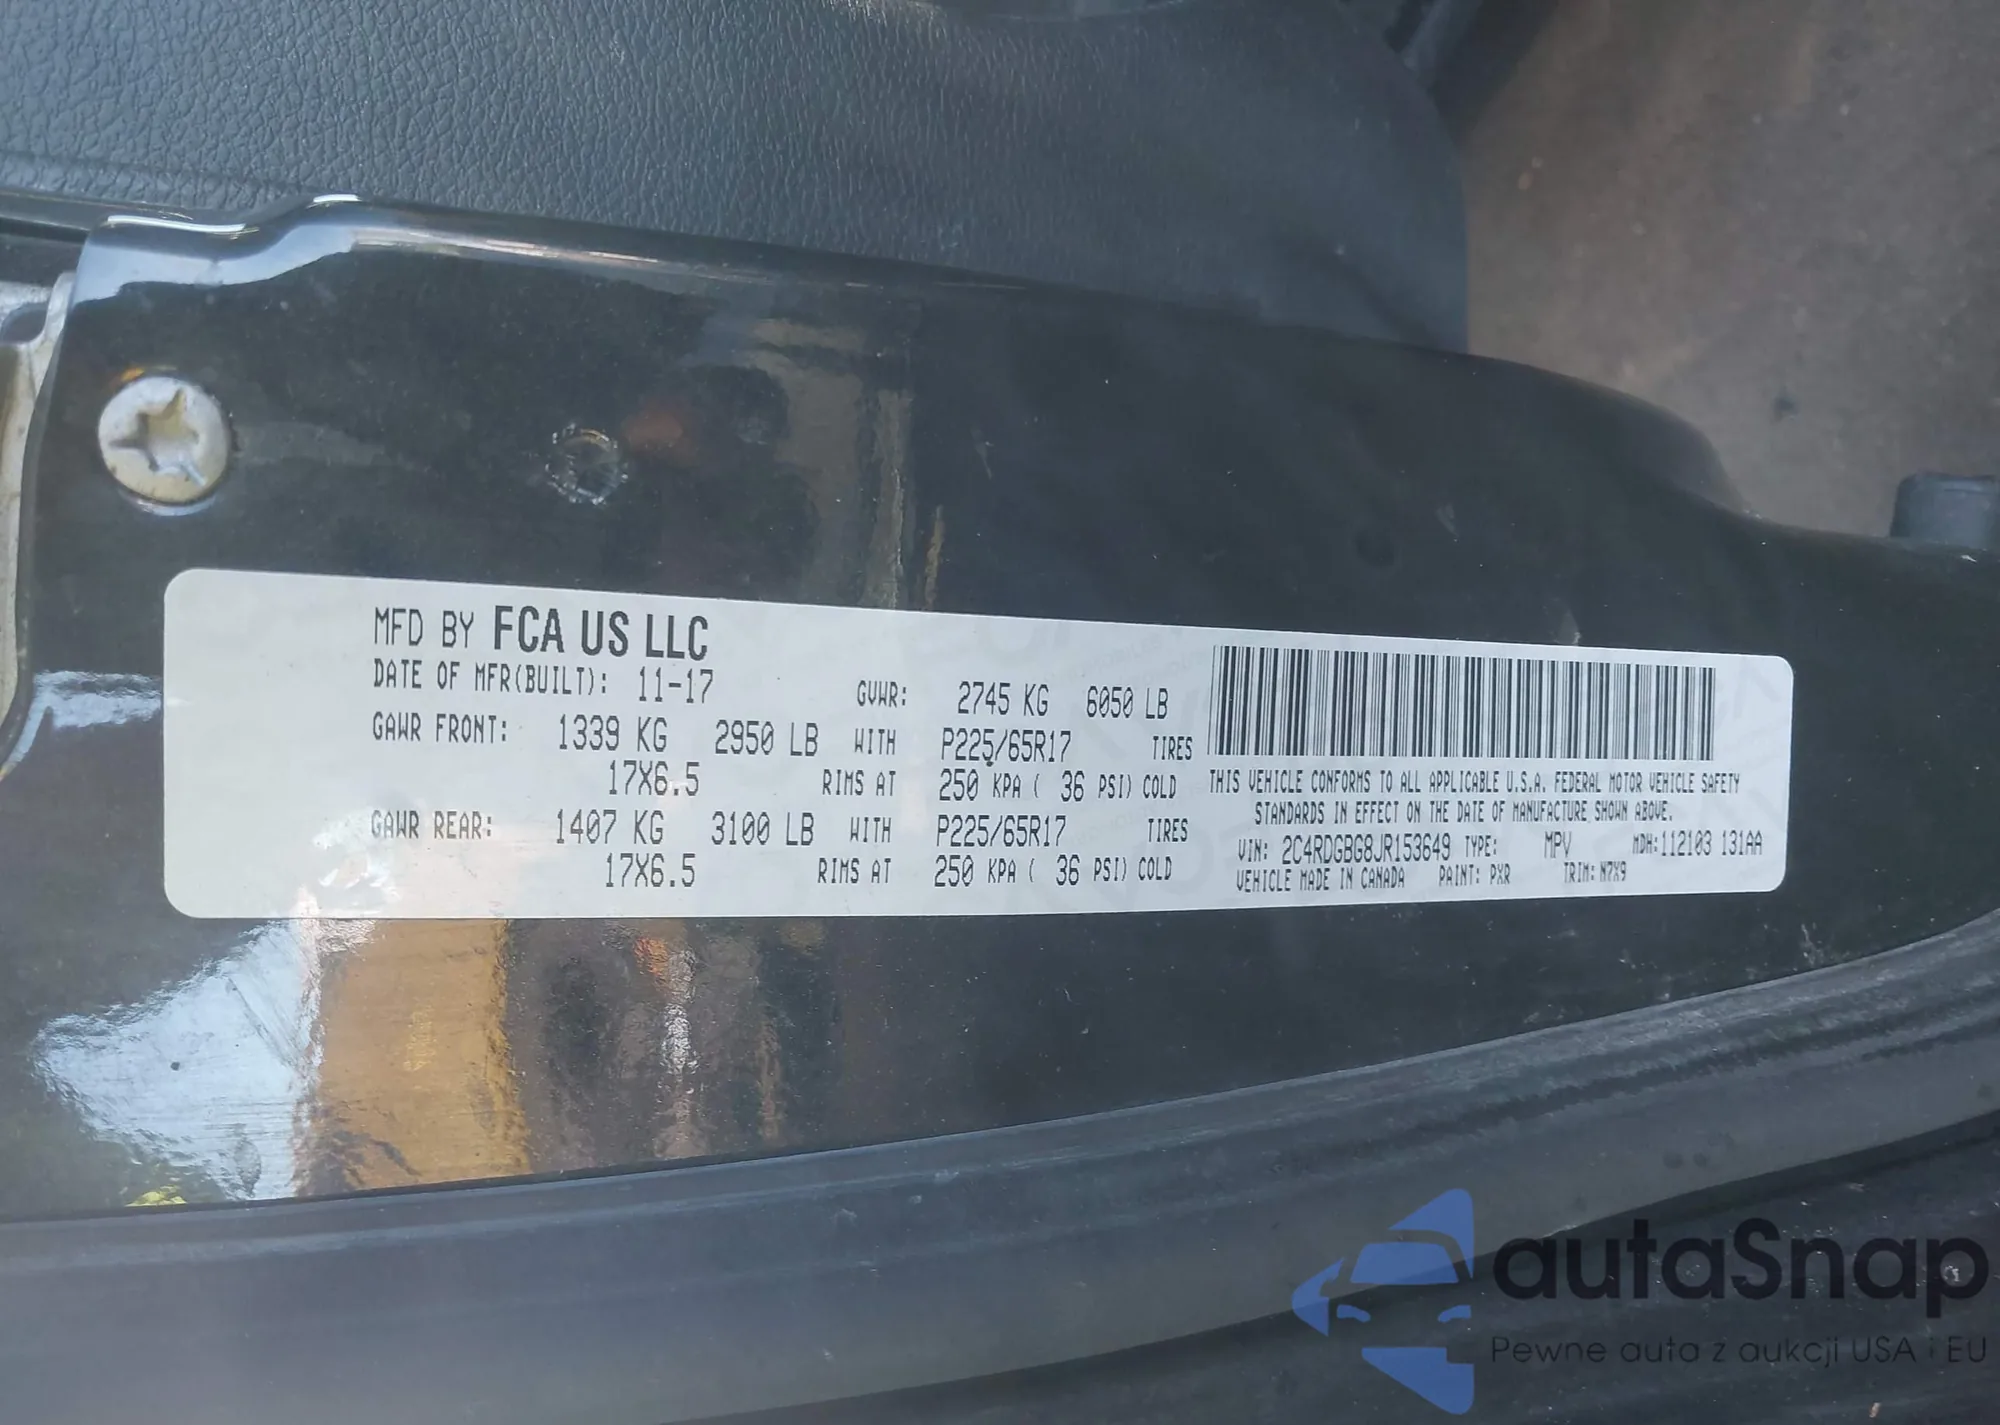 MFD BY FCA US LLC
DATE OF MFR(BUILT): 11-17 GVWR: 2745 KG 6050 LB
GAWR FRONT: 1339 KG 2950 LB WITH P225/65R17 TIRES
17X6.5 RIMS AT 250 KPA ( 36 PSI) COLD
GAWR REAR: 1407 KG 3100 LB WITH P225/65R17 TIRES
17X6.5 RIMS AT 250 KPA ( 36 PSI) COLD
THIS VEHICLE CONFORMS TO ALL APPLICABLE U.S.A. FEDERAL MOTOR VEHICLE SAFETY
STANDARDS IN EFFECT ON THE DATE OF MANUFACTURE SHOWN ABOVE.
VIN: 2C4RDGBG8JR153649 TYPE: MPV MDH:112103 131AA
VEHICLE MADE IN CANADA PAINT: PXR TRIM: N7X9
autaSnap
Pewne auta z aukcji USA i EU